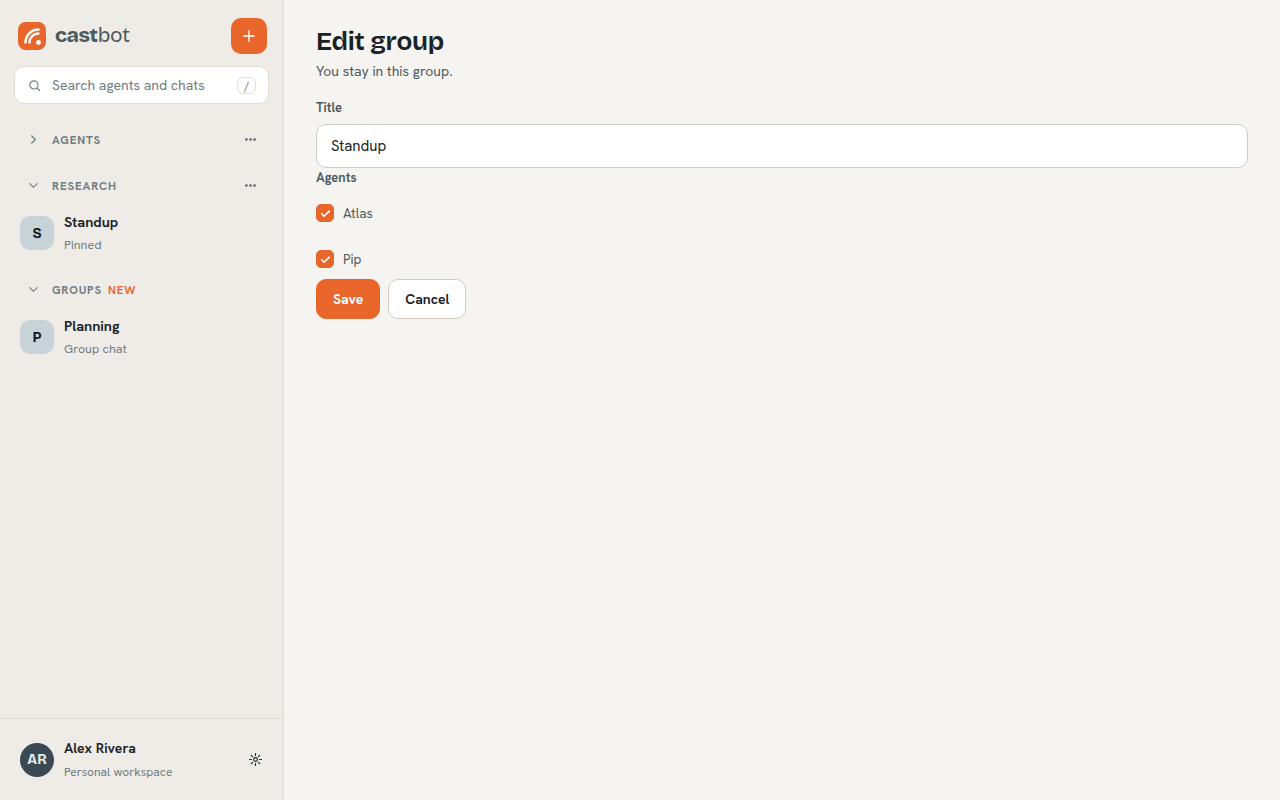 castbot
Search agents and chats /
AGENTS
RESEARCH
S Standup
Pinned
GROUPS NEW
P Planning
Group chat
AR Alex Rivera
Personal workspace
Edit group
You stay in this group.
Title
Standup
Agents
Atlas
Pip
Save Cancel